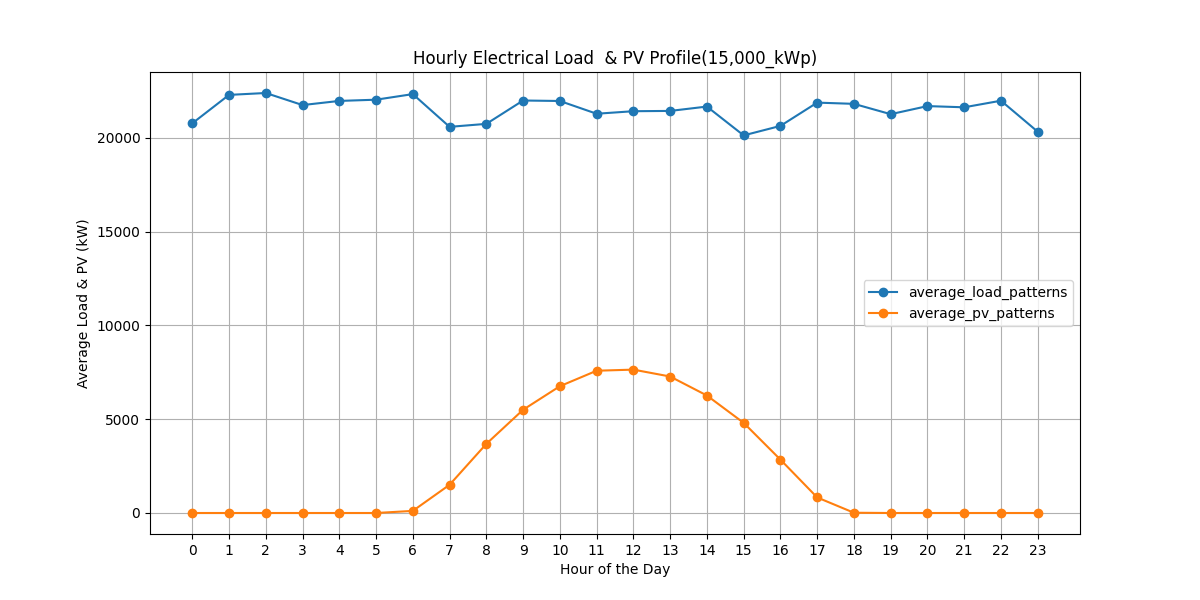 Hourly Electrical Load  & PV Profile(15,000_kWp)
Average Load & PV (kW)
20000
15000
10000
5000
0
average_load_patterns
average_pv_patterns
0 1 2 3 4 5 6 7 8 9 10 11 12 13 14 15 16 17 18 19 20 21 22 23
Hour of the Day